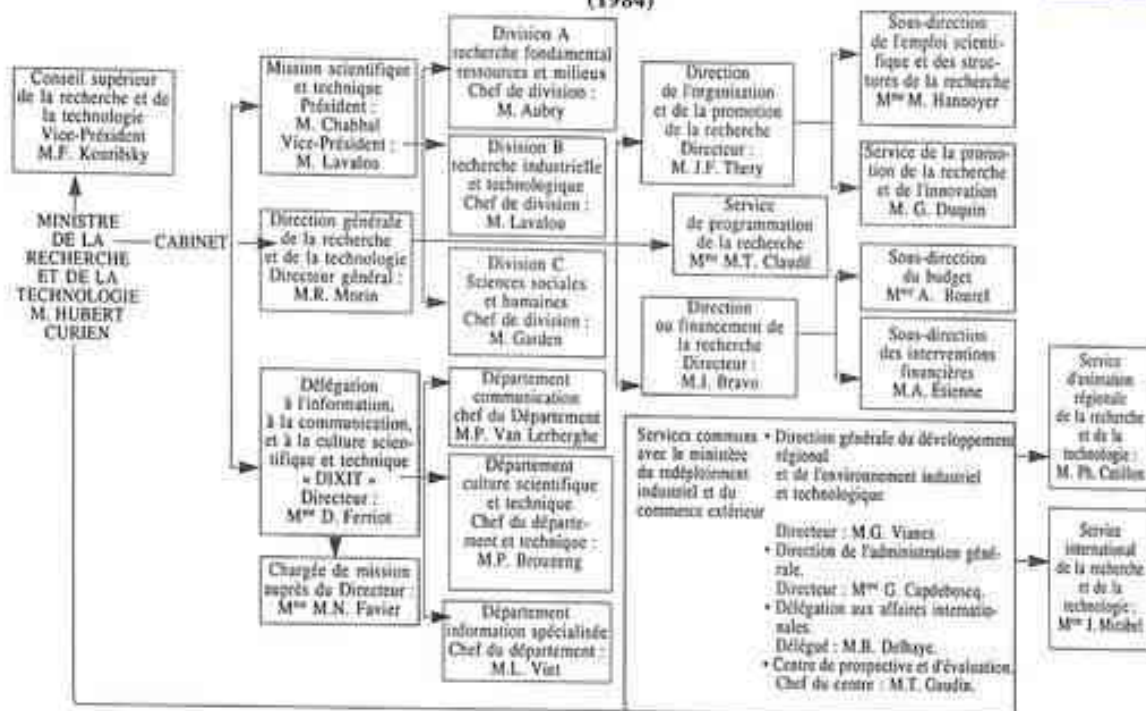 (1984)
Conseil supérieur
de la recherche et de
la technologie
Vice-Président
M.F. Kourilsky
MINISTRE
DE LA
RECHERCHE
ET DE LA
TECHNOLOGIE
M. HUBERT
CURIEN
CABINET
Mission scientifique
et technique
Président :
M. Chabbal
Vice-Président :
M. Lavalou
Direction générale
de la recherche
et de la technologie
Directeur général :
M.R. Morin
Délégation
à l'information,
à la communication,
et à la culture scien-
tifique et technique
« DIXIT »
Directeur :
Mme D. Ferriot
Chargée de mission
auprès du Directeur :
Mme M.N. Favier
Division A
recherche fondamental
ressources et milieux
Chef de division :
M. Aubry
Division B
recherche industrielle
et technologique
Chef de division :
M. Lavalou
Division C
Sciences sociales
et humaines
Chef de division :
M. Garden
Département
communication
chef du Département
M.P. Van Lerberghe
Département
culture scientifique
et technique
Chef du départe-
ment et technique :
M.P. Brouzeng
Département
information spécialisée
Chef du département :
M.L. Viet
Direction
de l'organisation
et de la promotion
de la recherche
Directeur :
M. J.F. Thery
Service
de programmation
de la recherche
Mme M.T. Claudé
Direction
ou financement de
la recherche
Directeur :
M.J. Bravo
Sous-direction
de l'emploi scienti-
fique et des struc-
tures de la recherche
Mme M. Hannoyer
Service de la promo-
tion de la recherche
et de l'innovation
M. G. Duquin
Sous-direction
du budget
Mme A.
Sous-direction
des interventions
financières
M.A. Étienne
Services communs
avec le ministère
du redéploiement
industriel et du
commerce extérieur
• Direction générale du développement
régional
et de l'environnement industriel
et technologique
Directeur : M.G.
• Direction de l'administration géné-
rale.
Directeur : Mme G. Capdeboscq.
• Délégation aux affaires internatio-
nales.
Délégué : M.B. Delhaye.
• Centre de prospective et d'évaluation.
Chef du centre : M.T. Gaudin.
Service
d'animation
régionale
de la recherche
et de la
technologie :
M. Ph.
Service
international
de la recherche
et de la
technologie :
Mme J. Mirabel